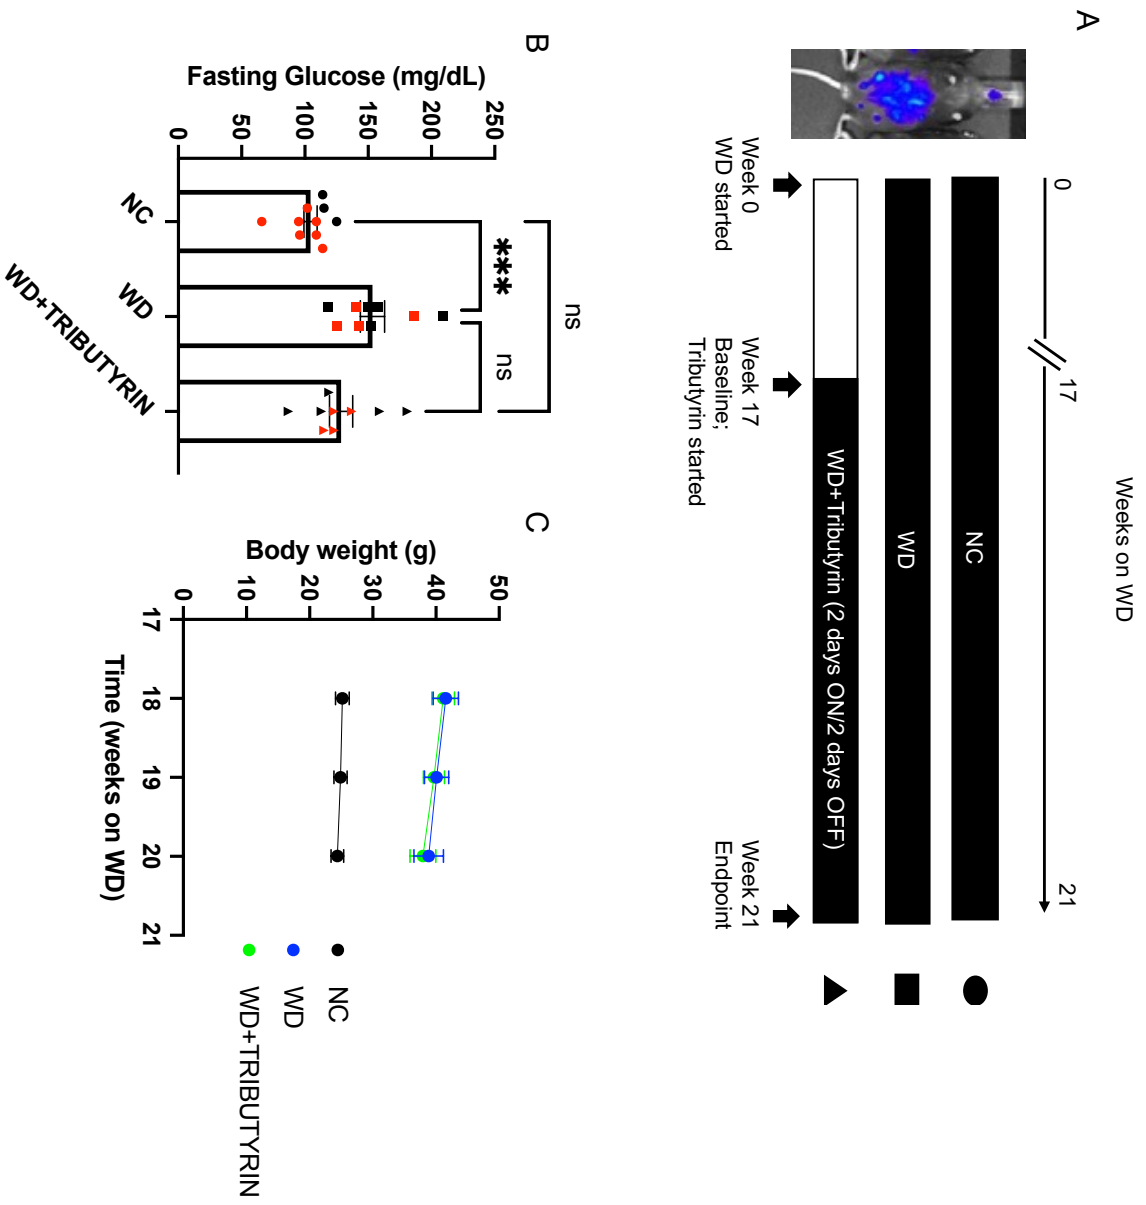 A
Weeks on WD
0
17
21
NC
WD
WD+Tributyrin (2 days ON/2 days OFF)
Week 0
WD started
Week 17
Baseline;
Tributyrin started
Week 21
Endpoint
B
Fasting Glucose (mg/dL)
250
200
150
100
50
0
ns
***
ns
NC
WD
WD+TRIBUTYRIN
C
Body weight (g)
50
40
30
20
10
0
17
18
19
20
21
Time (weeks on WD)
NC
WD
WD+TRIBUTYRIN